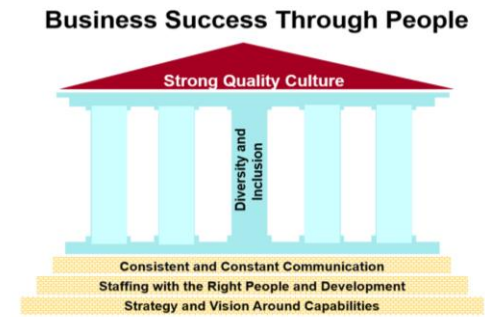 Business Success Through People
Strong Quality Culture
Diversity and
Inclusion
Consistent and Constant Communication
Staffing with the Right People and Development
Strategy and Vision Around Capabilities